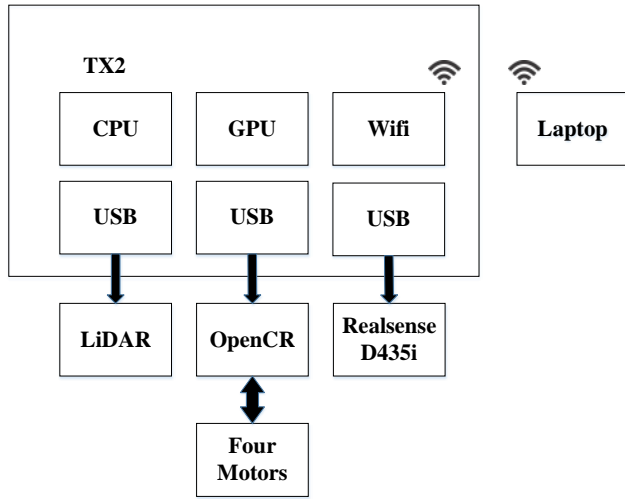 TX2
CPU
GPU
Wifi
Laptop
USB
USB
USB
LiDAR
OpenCR
Realsense
D435i
Four
Motors